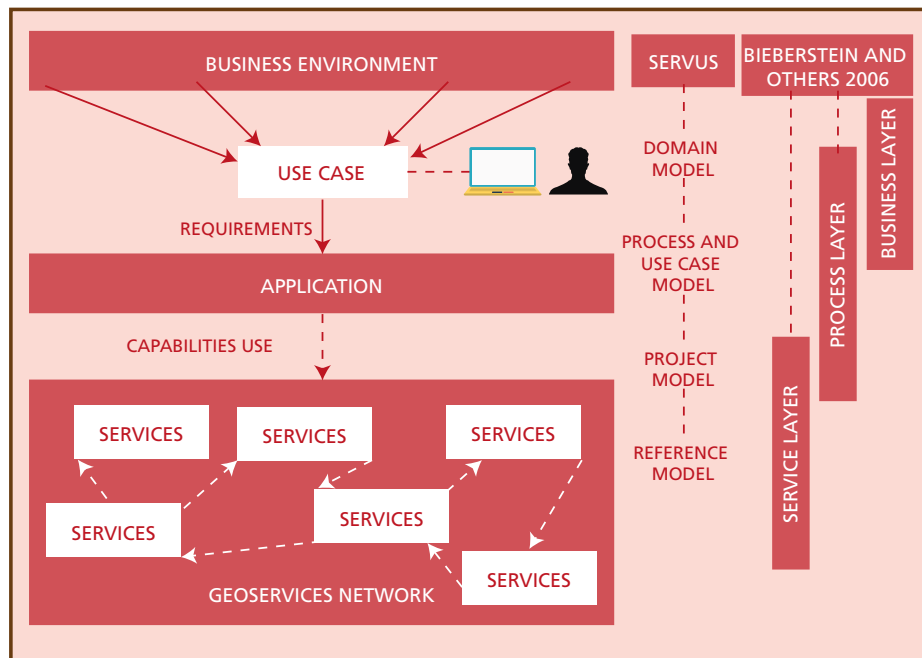 BUSINESS ENVIRONMENT
USE CASE
REQUIREMENTS
APPLICATION
CAPABILITIES USE
SERVICES
SERVICES
SERVICES
SERVICES
SERVICES
SERVICES
GEOSERVICES NETWORK
SERVUS
DOMAIN
MODEL
PROCESS AND
USE CASE
MODEL
PROJECT
MODEL
REFERENCE
MODEL
BIEBERSTEIN AND
OTHERS 2006
SERVICE LAYER
PROCESS LAYER
BUSINESS LAYER